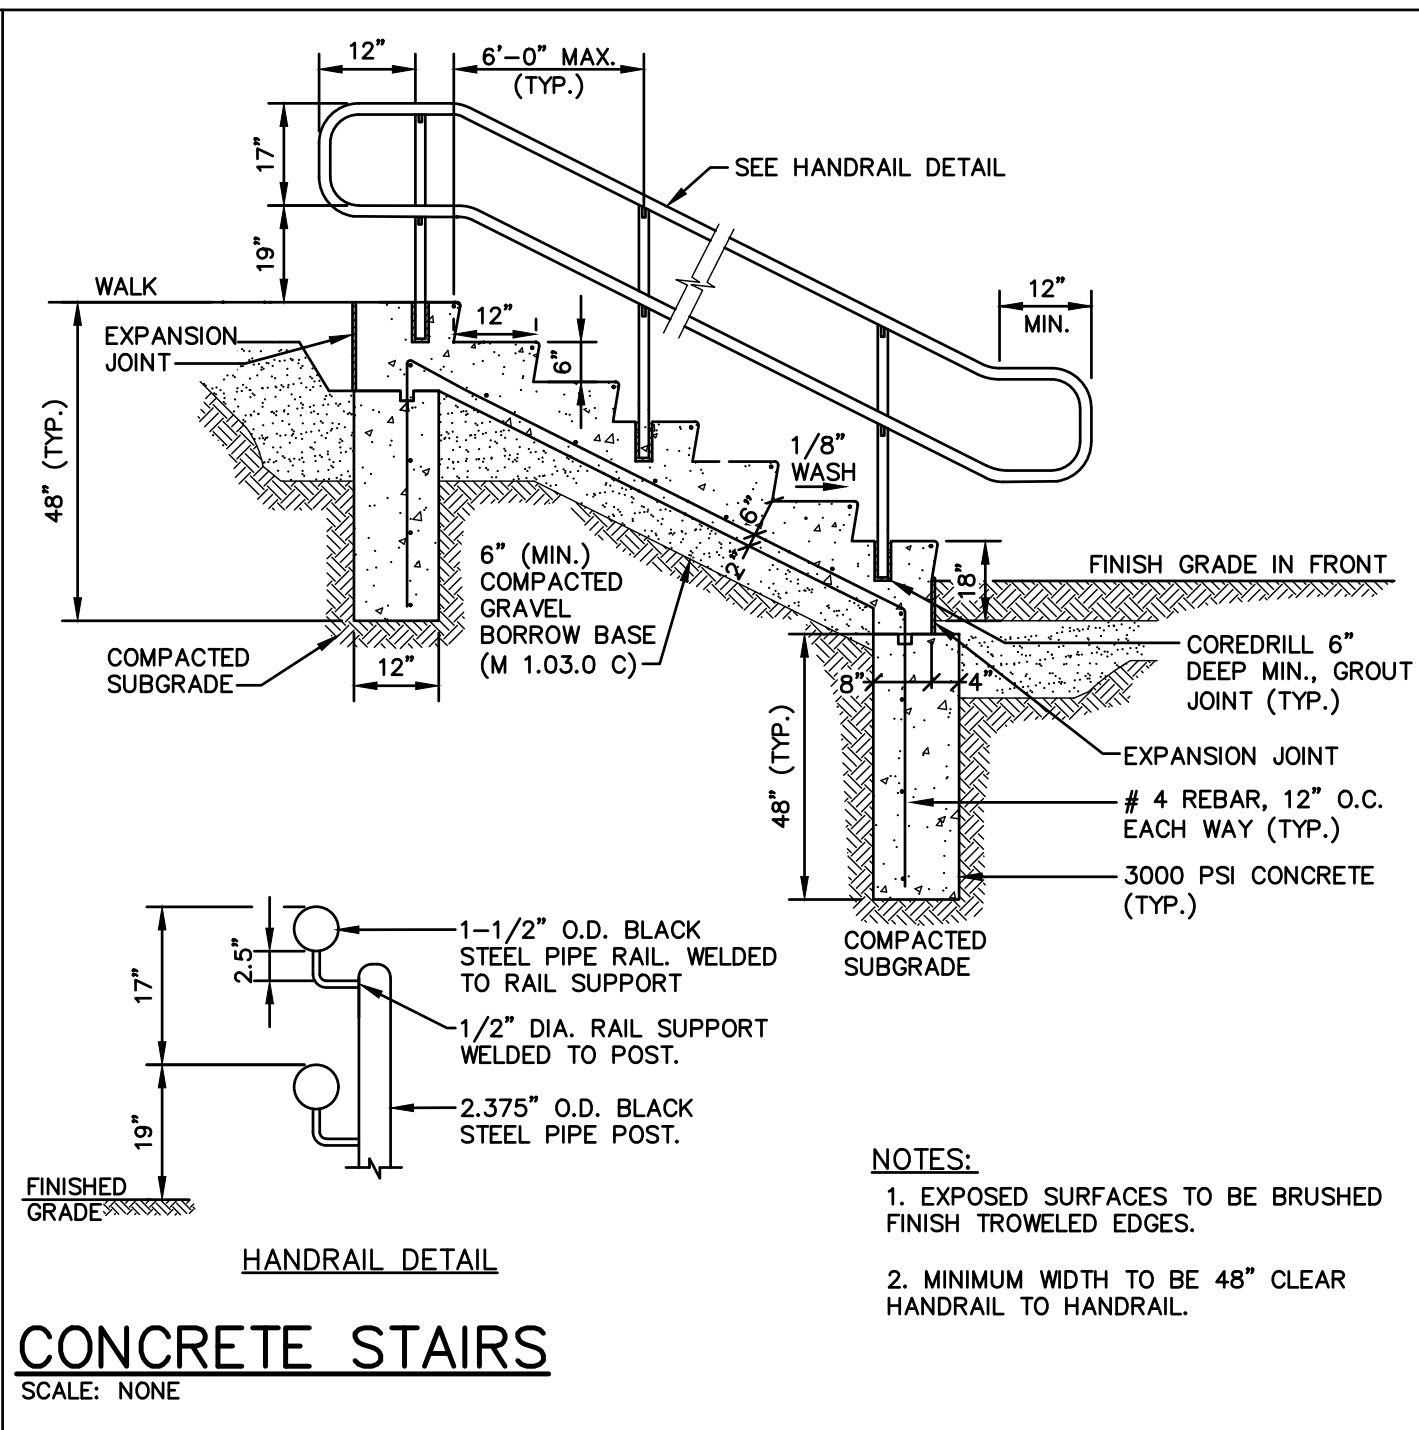 12"
6'-0" MAX.
(TYP.)
17"
SEE HANDRAIL DETAIL
19"
WALK
12"
MIN.
EXPANSION
JOINT
12"
6"
48" (TYP.)
1/8"
WASH
6"
2"
6" (MIN.)
COMPACTED
GRAVEL
BORROW BASE
(M 1.03.0 C)
FINISH GRADE IN FRONT
18"
COMPACTED
SUBGRADE
12"
8"
4"
COREDRILL 6"
DEEP MIN., GROUT
JOINT (TYP.)
48" (TYP.)
EXPANSION JOINT
# 4 REBAR, 12" O.C.
EACH WAY (TYP.)
3000 PSI CONCRETE
(TYP.)
COMPACTED
SUBGRADE
2.5"
17"
1-1/2" O.D. BLACK
STEEL PIPE RAIL. WELDED
TO RAIL SUPPORT
1/2" DIA. RAIL SUPPORT
WELDED TO POST.
19"
2.375" O.D. BLACK
STEEL PIPE POST.
FINISHED
GRADE
HANDRAIL DETAIL
NOTES:
1. EXPOSED SURFACES TO BE BRUSHED
FINISH TROWELED EDGES.
2. MINIMUM WIDTH TO BE 48" CLEAR
HANDRAIL TO HANDRAIL.
CONCRETE STAIRS
SCALE: NONE